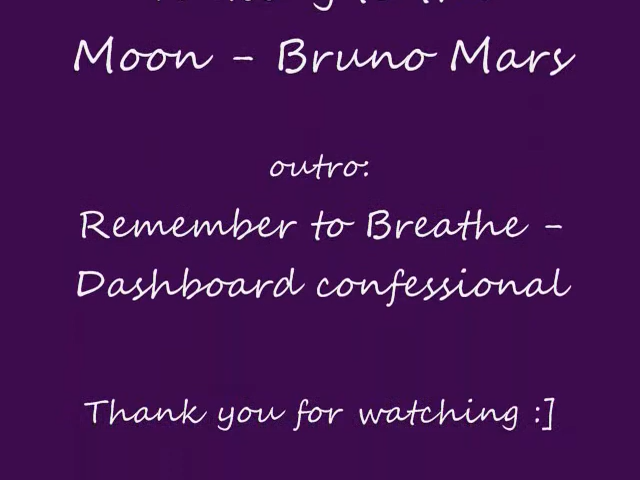 Moon - Bruno Mars
outro:
Remember to Breathe -
Dashboard confessional
Thank you for watching :]